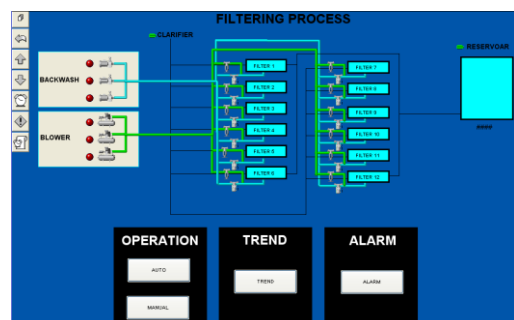 FILTERING PROCESS
CLARIFIER
RESERVOAR
BACKWASH
BLOWER
FILTER 1
FILTER 2
FILTER 3
FILTER 4
FILTER 5
FILTER 6
FILTER 7
FILTER 8
FILTER 9
FILTER 10
FILTER 11
FILTER 12
####
OPERATION
AUTO
MANUAL
TREND
TREND
ALARM
ALARM